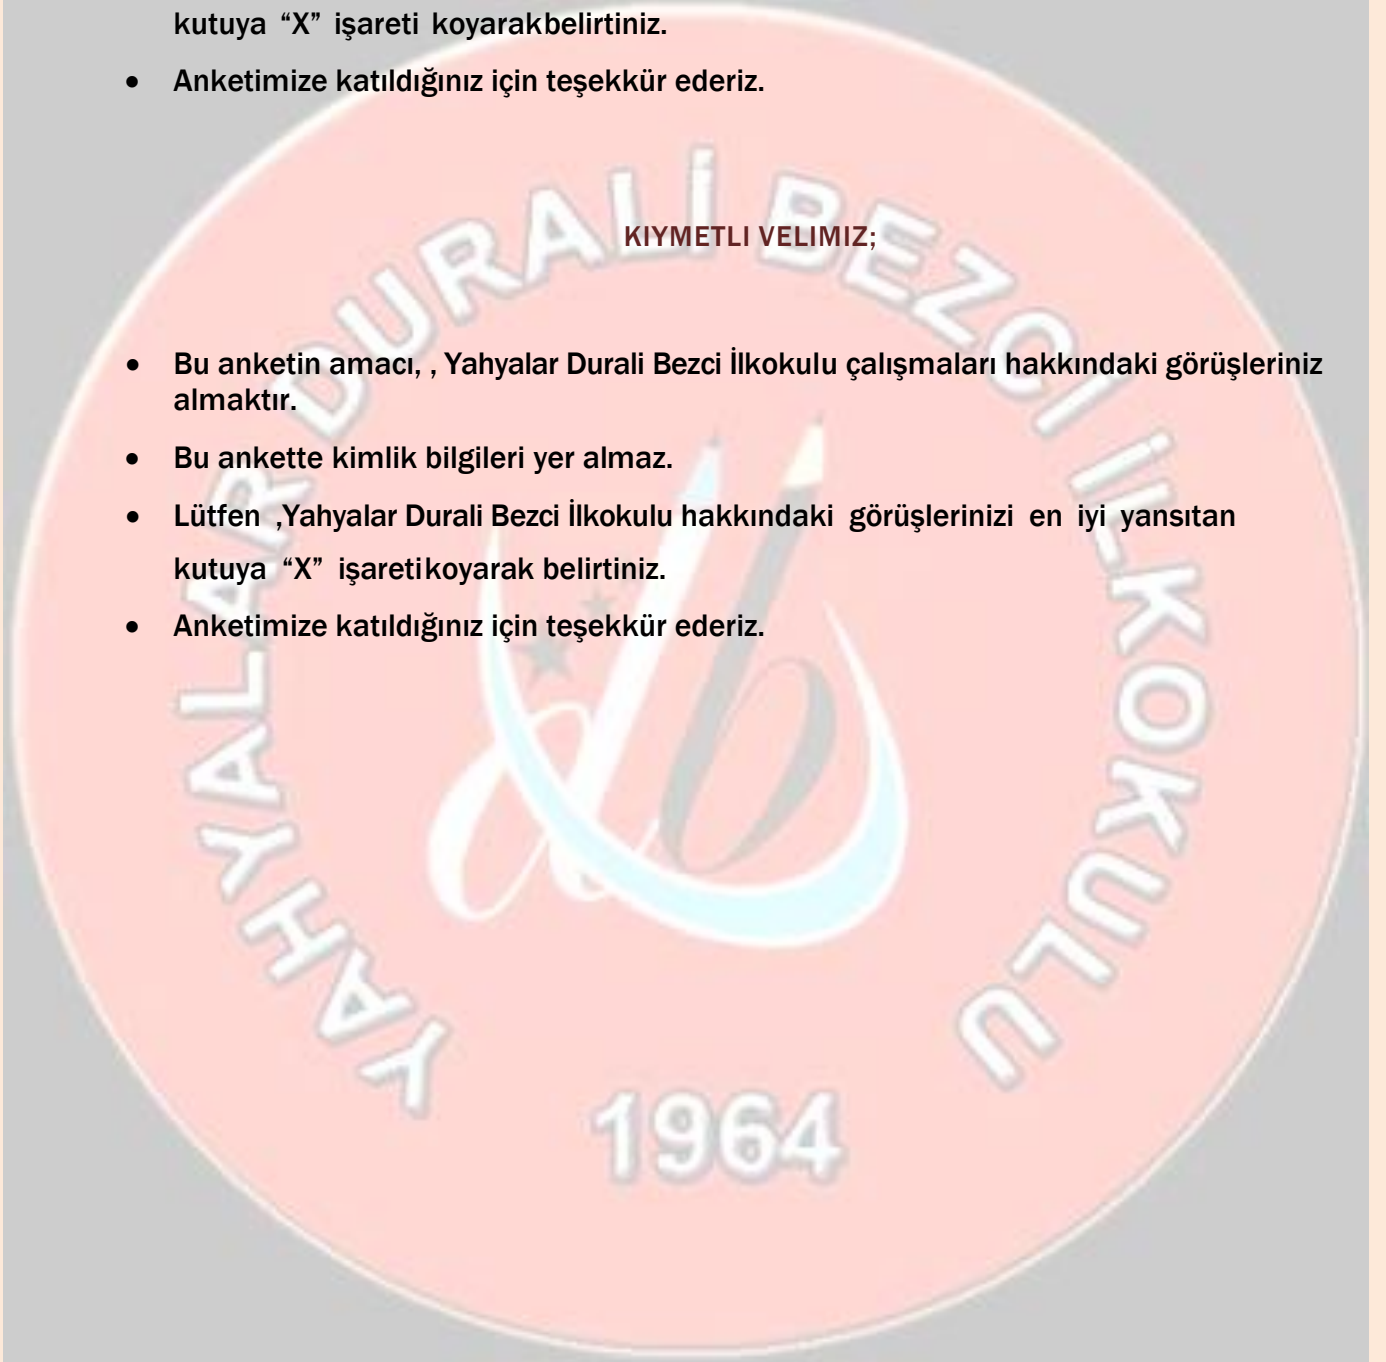 kutuya “X” işareti koyarakbelirtiniz.
• Anketimize katıldığınız için teşekkür ederiz.
KIYMETLI VELIMIZ;
• Bu anketin amacı, , Yahyalar Durali Bezci İlkokulu çalışmaları hakkındaki görüşleriniz
almaktır.
• Bu ankette kimlik bilgileri yer almaz.
• Lütfen ,Yahyalar Durali Bezci İlkokulu hakkındaki görüşlerinizi en iyi yansıtan
kutuya “X” işaretikoyarak belirtiniz.
• Anketimize katıldığınız için teşekkür ederiz.
YAHYALAR DURALİ BEZCİ İLKOKULU
db
1964